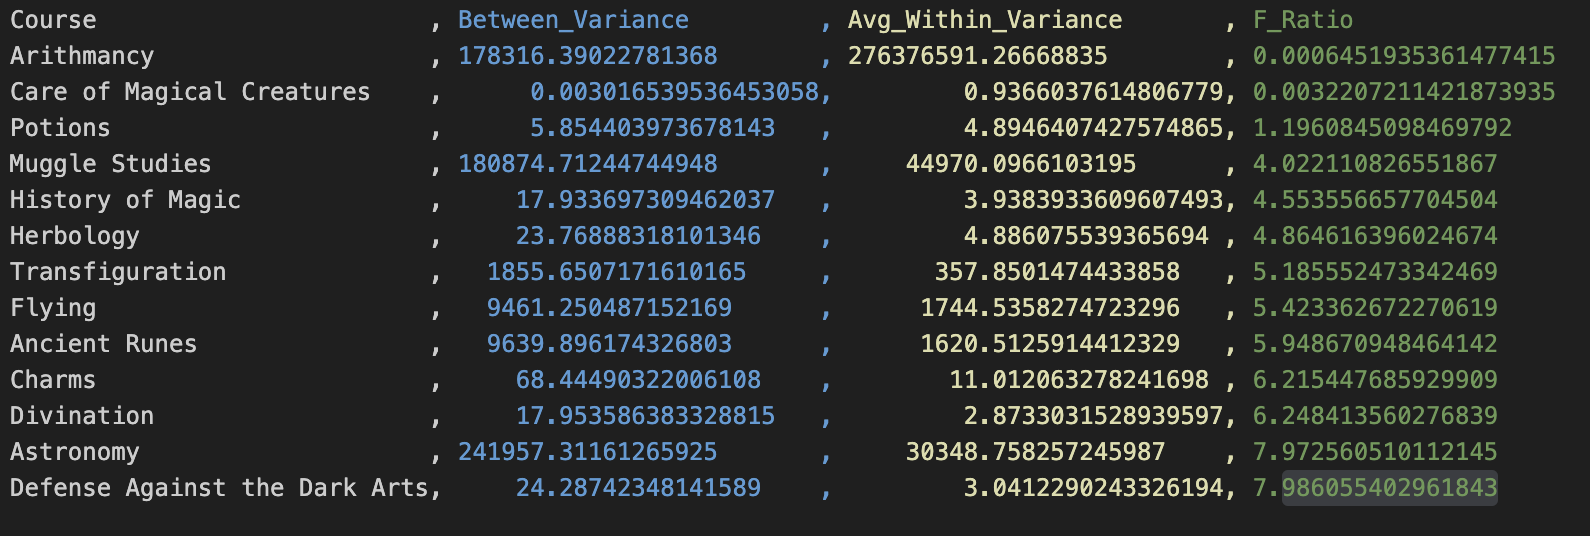 Course , Between_Variance , Avg_Within_Variance , F_Ratio
Arithmancy , 178316.39022781368 , 276376591.26668835 , 0.0006451935361477415
Care of Magical Creatures , 0.003016539536453058, 0.9366037614806779, 0.0032207211421873935
Potions , 5.854403973678143 , 4.8946407427574865, 1.1960845098469792
Muggle Studies , 180874.71244744948 , 44970.0966103195 , 4.022110826551867
History of Magic , 17.933697309462037 , 3.9383933609607493, 4.553556657704504
Herbology , 23.76888318101346 , 4.886075539365694 , 4.864616396024674
Transfiguration , 1855.6507171610165 , 357.8501474433858 , 5.185552473342469
Flying , 9461.250487152169 , 1744.5358274723296 , 5.423362672270619
Ancient Runes , 9639.896174326803 , 1620.5125914412329 , 5.948670948464142
Charms , 68.44490322006108 , 11.012063278241698 , 6.215447685929909
Divination , 17.953586383328815 , 2.8733031528939597, 6.248413560276839
Astronomy , 241957.31161265925 , 30348.758257245987 , 7.972560510112145
Defense Against the Dark Arts, 24.28742348141589 , 3.0412290243326194, 7.986055402961843